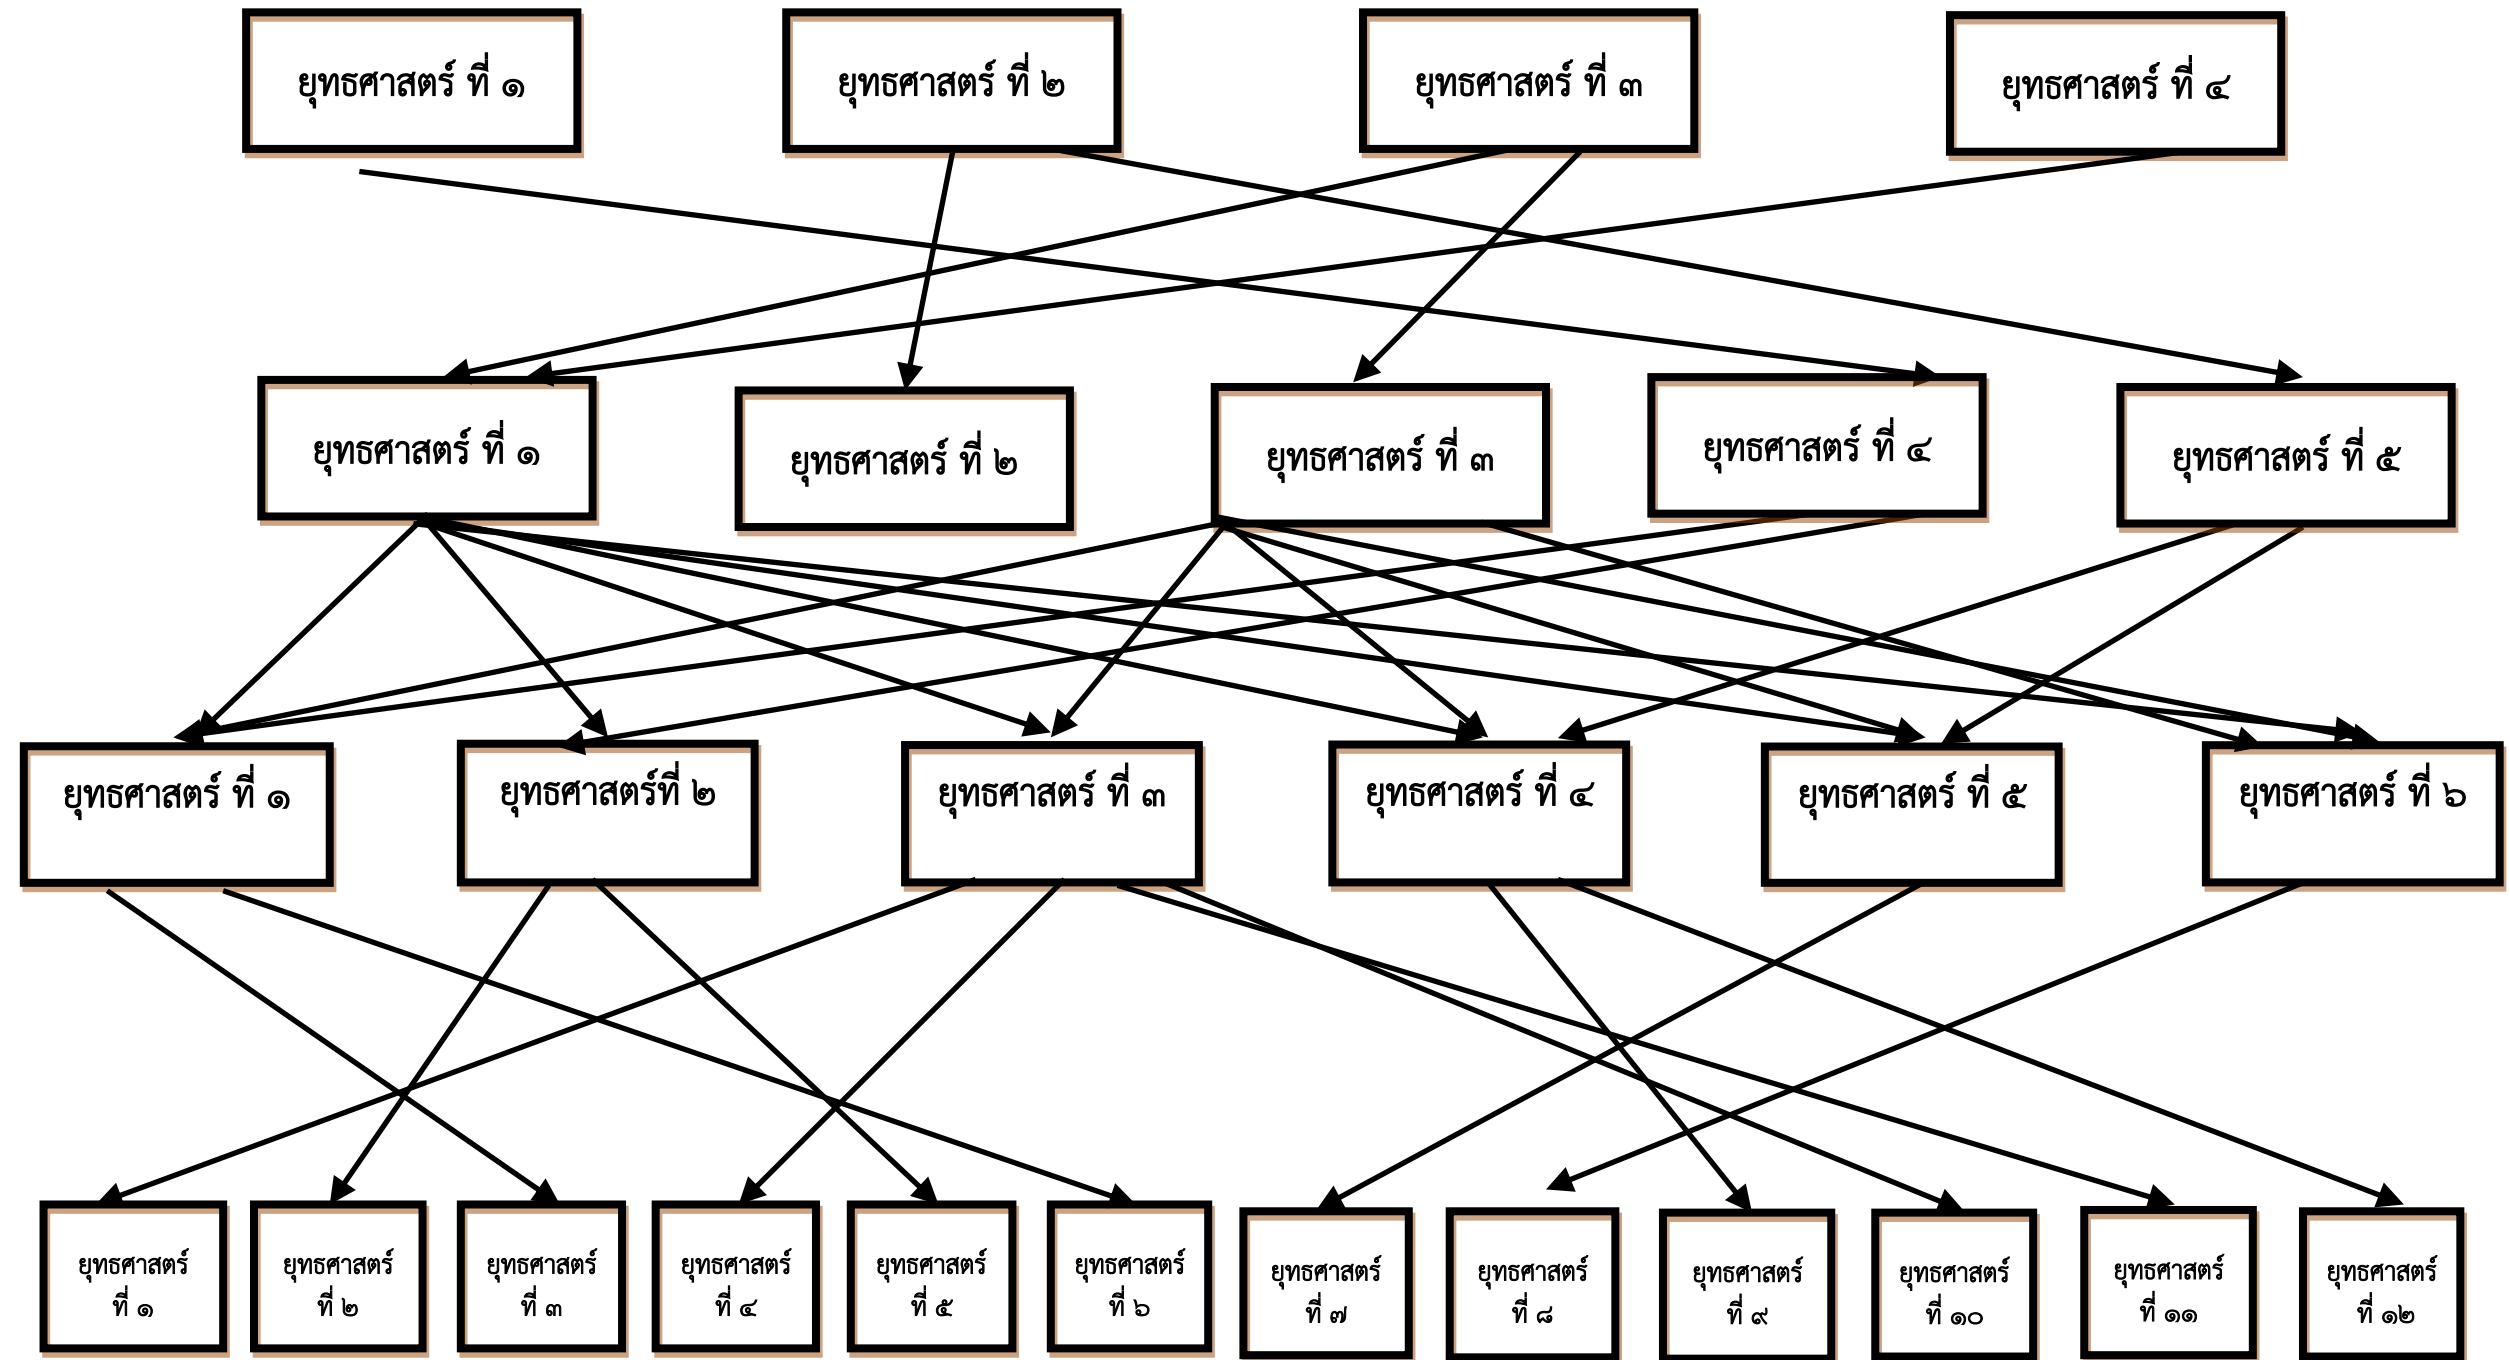 ยุทธศาสตร์ ที่ ๑
ยุทธศาสตร์ ที่ ๒
ยุทธศาสตร์ ที่ ๓
ยุทธศาสตร์ ที่ ๔
ยุทธศาสตร์ ที่ ๑
ยุทธศาสตร์ ที่ ๒
ยุทธศาสตร์ ที่ ๓
ยุทธศาสตร์ ที่ ๔
ยุทธศาสตร์ ที่ ๕
ยุทธศาสตร์ ที่ ๑
ยุทธศาสตร์ที่ ๒
ยุทธศาสตร์ ที่ ๓
ยุทธศาสตร์ ที่ ๔
ยุทธศาสตร์ ที่ ๕
ยุทธศาสตร์ ที่ ๖
ยุทธศาสตร์
ที่ ๑
ยุทธศาสตร์
ที่ ๒
ยุทธศาสตร์
ที่ ๓
ยุทธศาสตร์
ที่ ๔
ยุทธศาสตร์
ที่ ๕
ยุทธศาสตร์
ที่ ๖
ยุทธศาสตร์
ที่ ๗
ยุทธศาสตร์
ที่ ๘
ยุทธศาสตร์
ที่ ๙
ยุทธศาสตร์
ที่ ๑๐
ยุทธศาสตร์
ที่ ๑๑
ยุทธศาสตร์
ที่ ๑๒